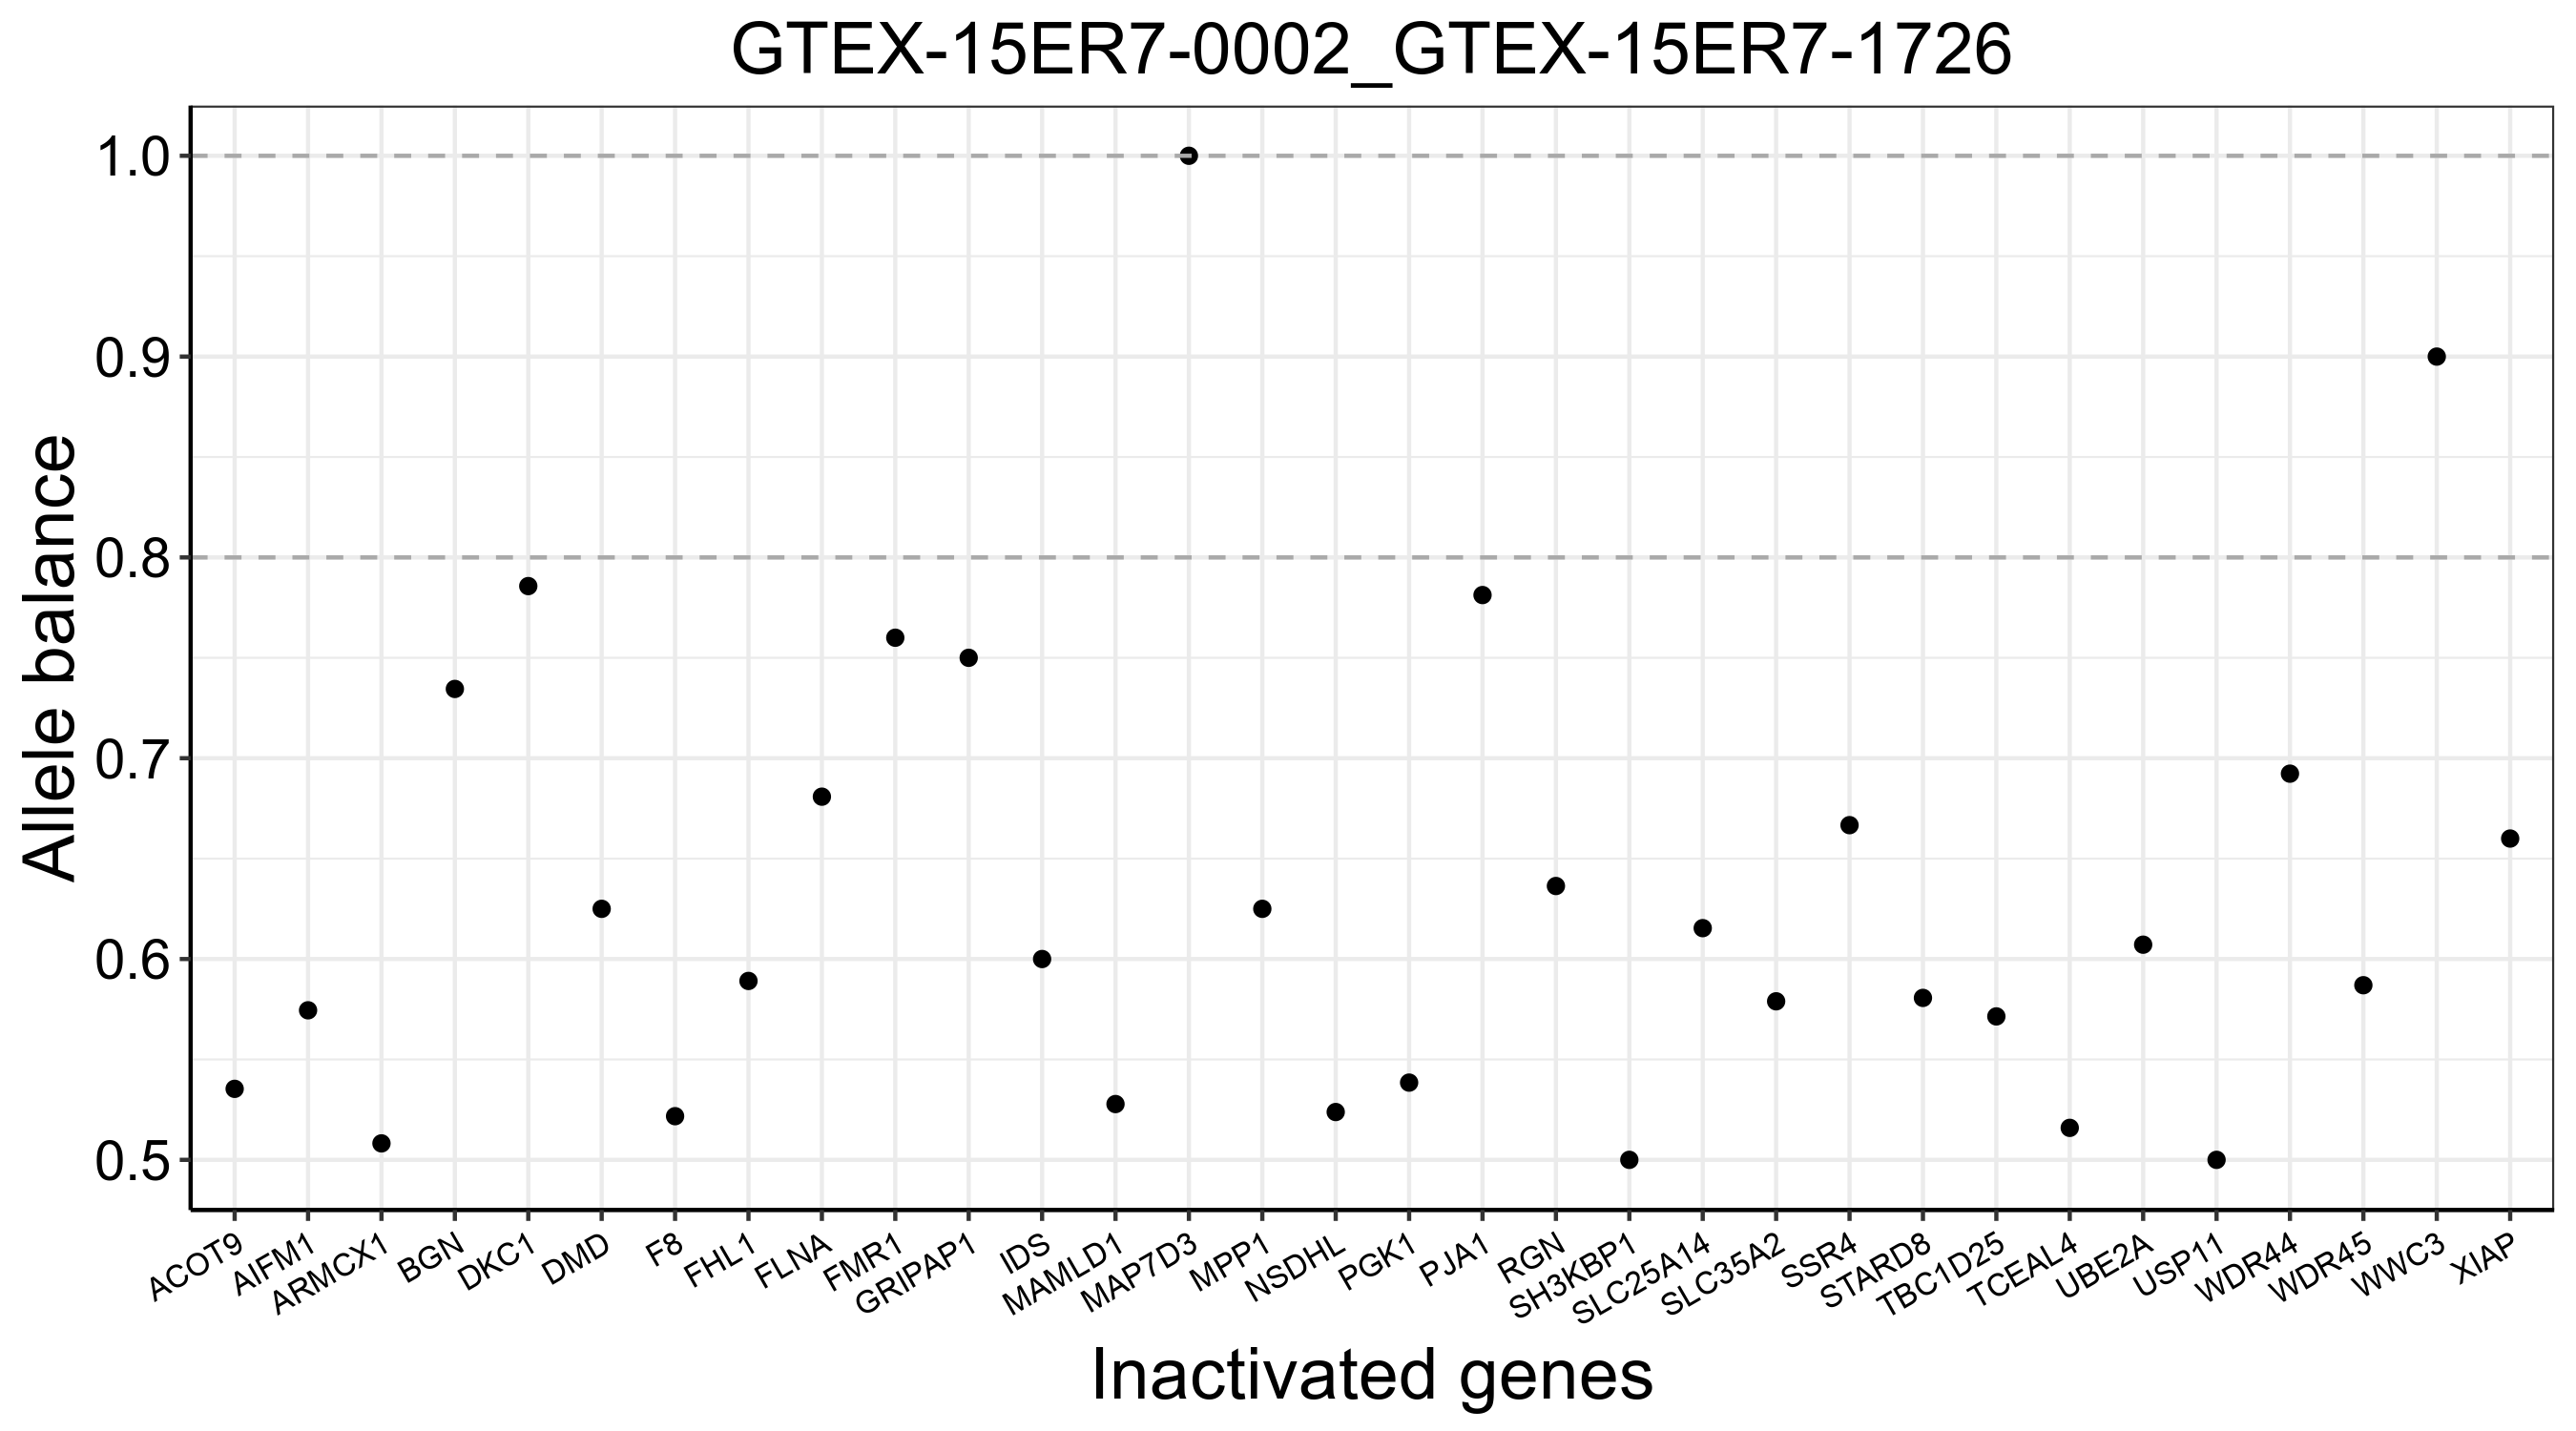 GTEX-15ER7-0002_GTEX-15ER7-1726
Allele balance
1.0
0.9
0.8
0.7
0.6
0.5
ACOT9
AIFM1
ARMCX1
BGN
DKC1
DMD
F8
FHL1
FLNA
FMR1
GRIPAP1
IDS
MAMLD1
MAP7D3
MPP1
NSDHL
PGK1
PJA1
RGN
SH3KBP1
SLC25A14
SLC35A2
SSR4
STARD8
TBC1D25
TCEAL4
UBE2A
USP11
WDR44
WDR45
WWC3
XIAP
Inactivated genes